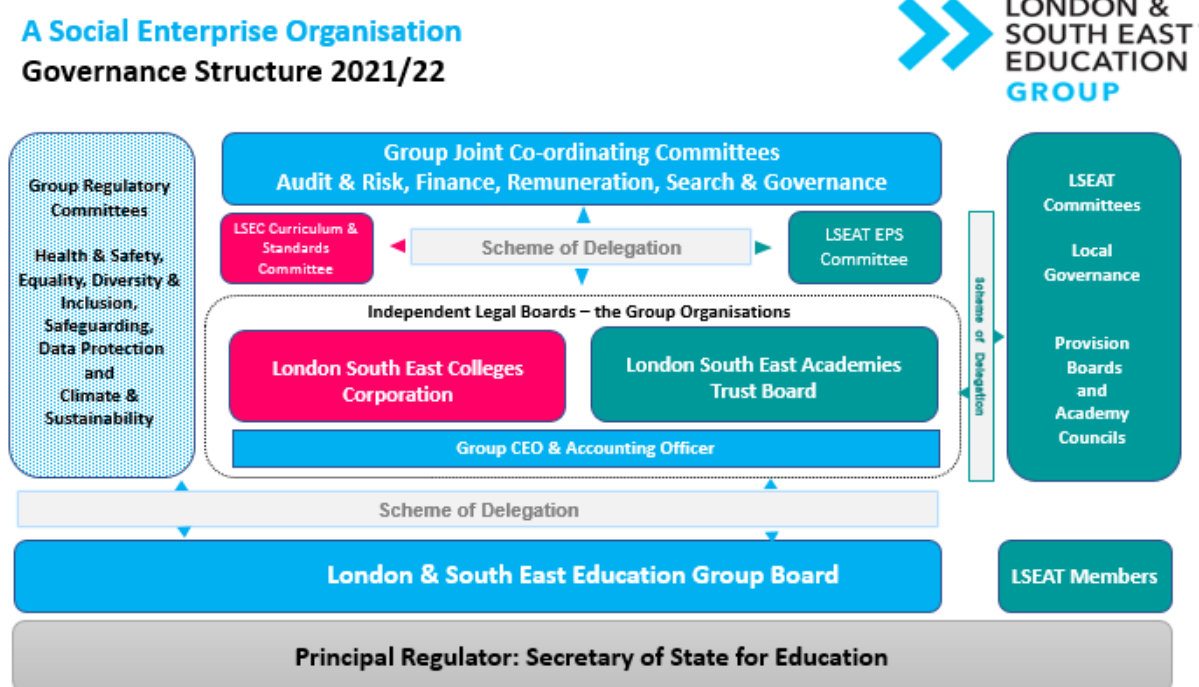 A Social Enterprise Organisation
Governance Structure 2021/22
LONDON &
SOUTH EAST
EDUCATION
GROUP
Group Regulatory
Committees
Health & Safety,
Equality, Diversity &
Inclusion,
Safeguarding,
Data Protection
and
Climate &
Sustainability
Group Joint Co-ordinating Committees
Audit & Risk, Finance, Remuneration, Search & Governance
LSEC Curriculum &
Standards
Committee
Scheme of Delegation
LSEAT EPS
Committee
Independent Legal Boards – the Group Organisations
London South East Colleges
Corporation
London South East Academies
Trust Board
Group CEO & Accounting Officer
Scheme of Delegation
LSEAT
Committees
Local
Governance
Provision
Boards
and
Academy
Councils
Scheme of Delegation
London & South East Education Group Board
LSEAT Members
Principal Regulator: Secretary of State for Education